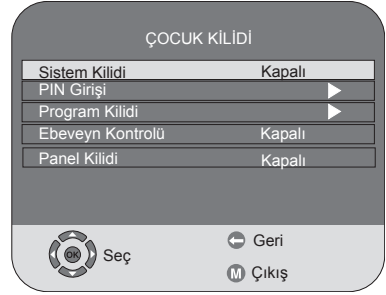 ÇOCUK KİLİDİ
Sistem Kilidi Kapalı
PIN Girişi
Program Kilidi
Ebeveyn Kontrolü Kapalı
Panel Kilidi Kapalı
OK Seç
Geri
M Çıkış